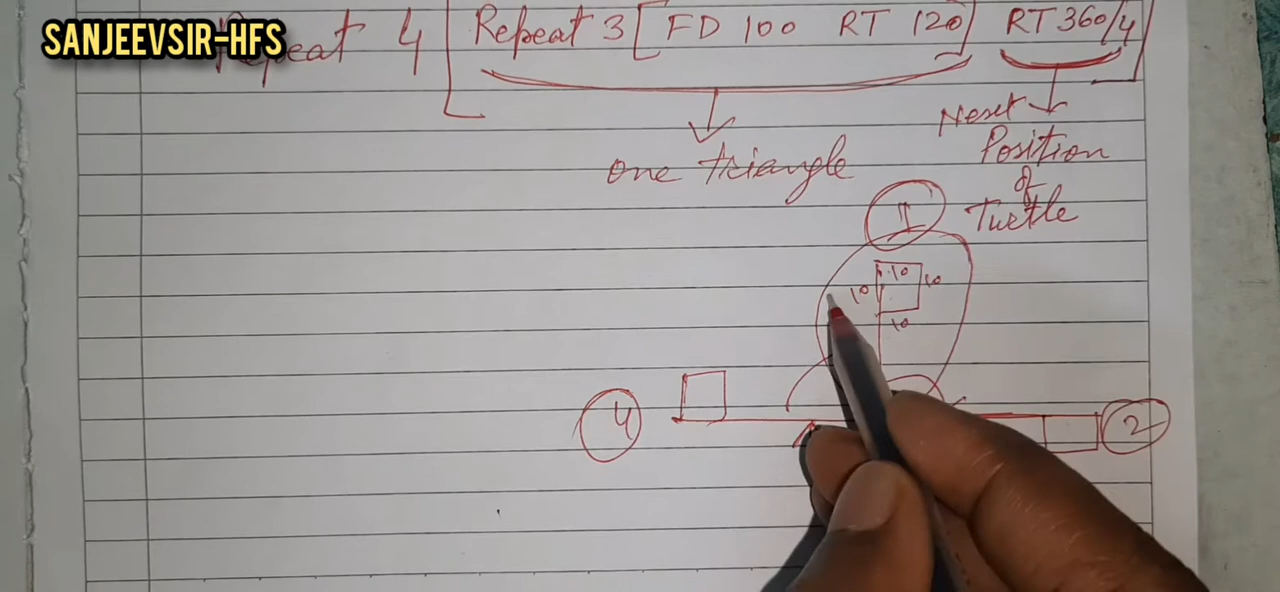 SANJEEVSIR-HFS
Repeat 4 [ Repeat 3 [ FD 100 RT 120 ] RT 360/4 ]
one triangle
Next
Position
of
Turtle
1
10
10
10
10
4
2